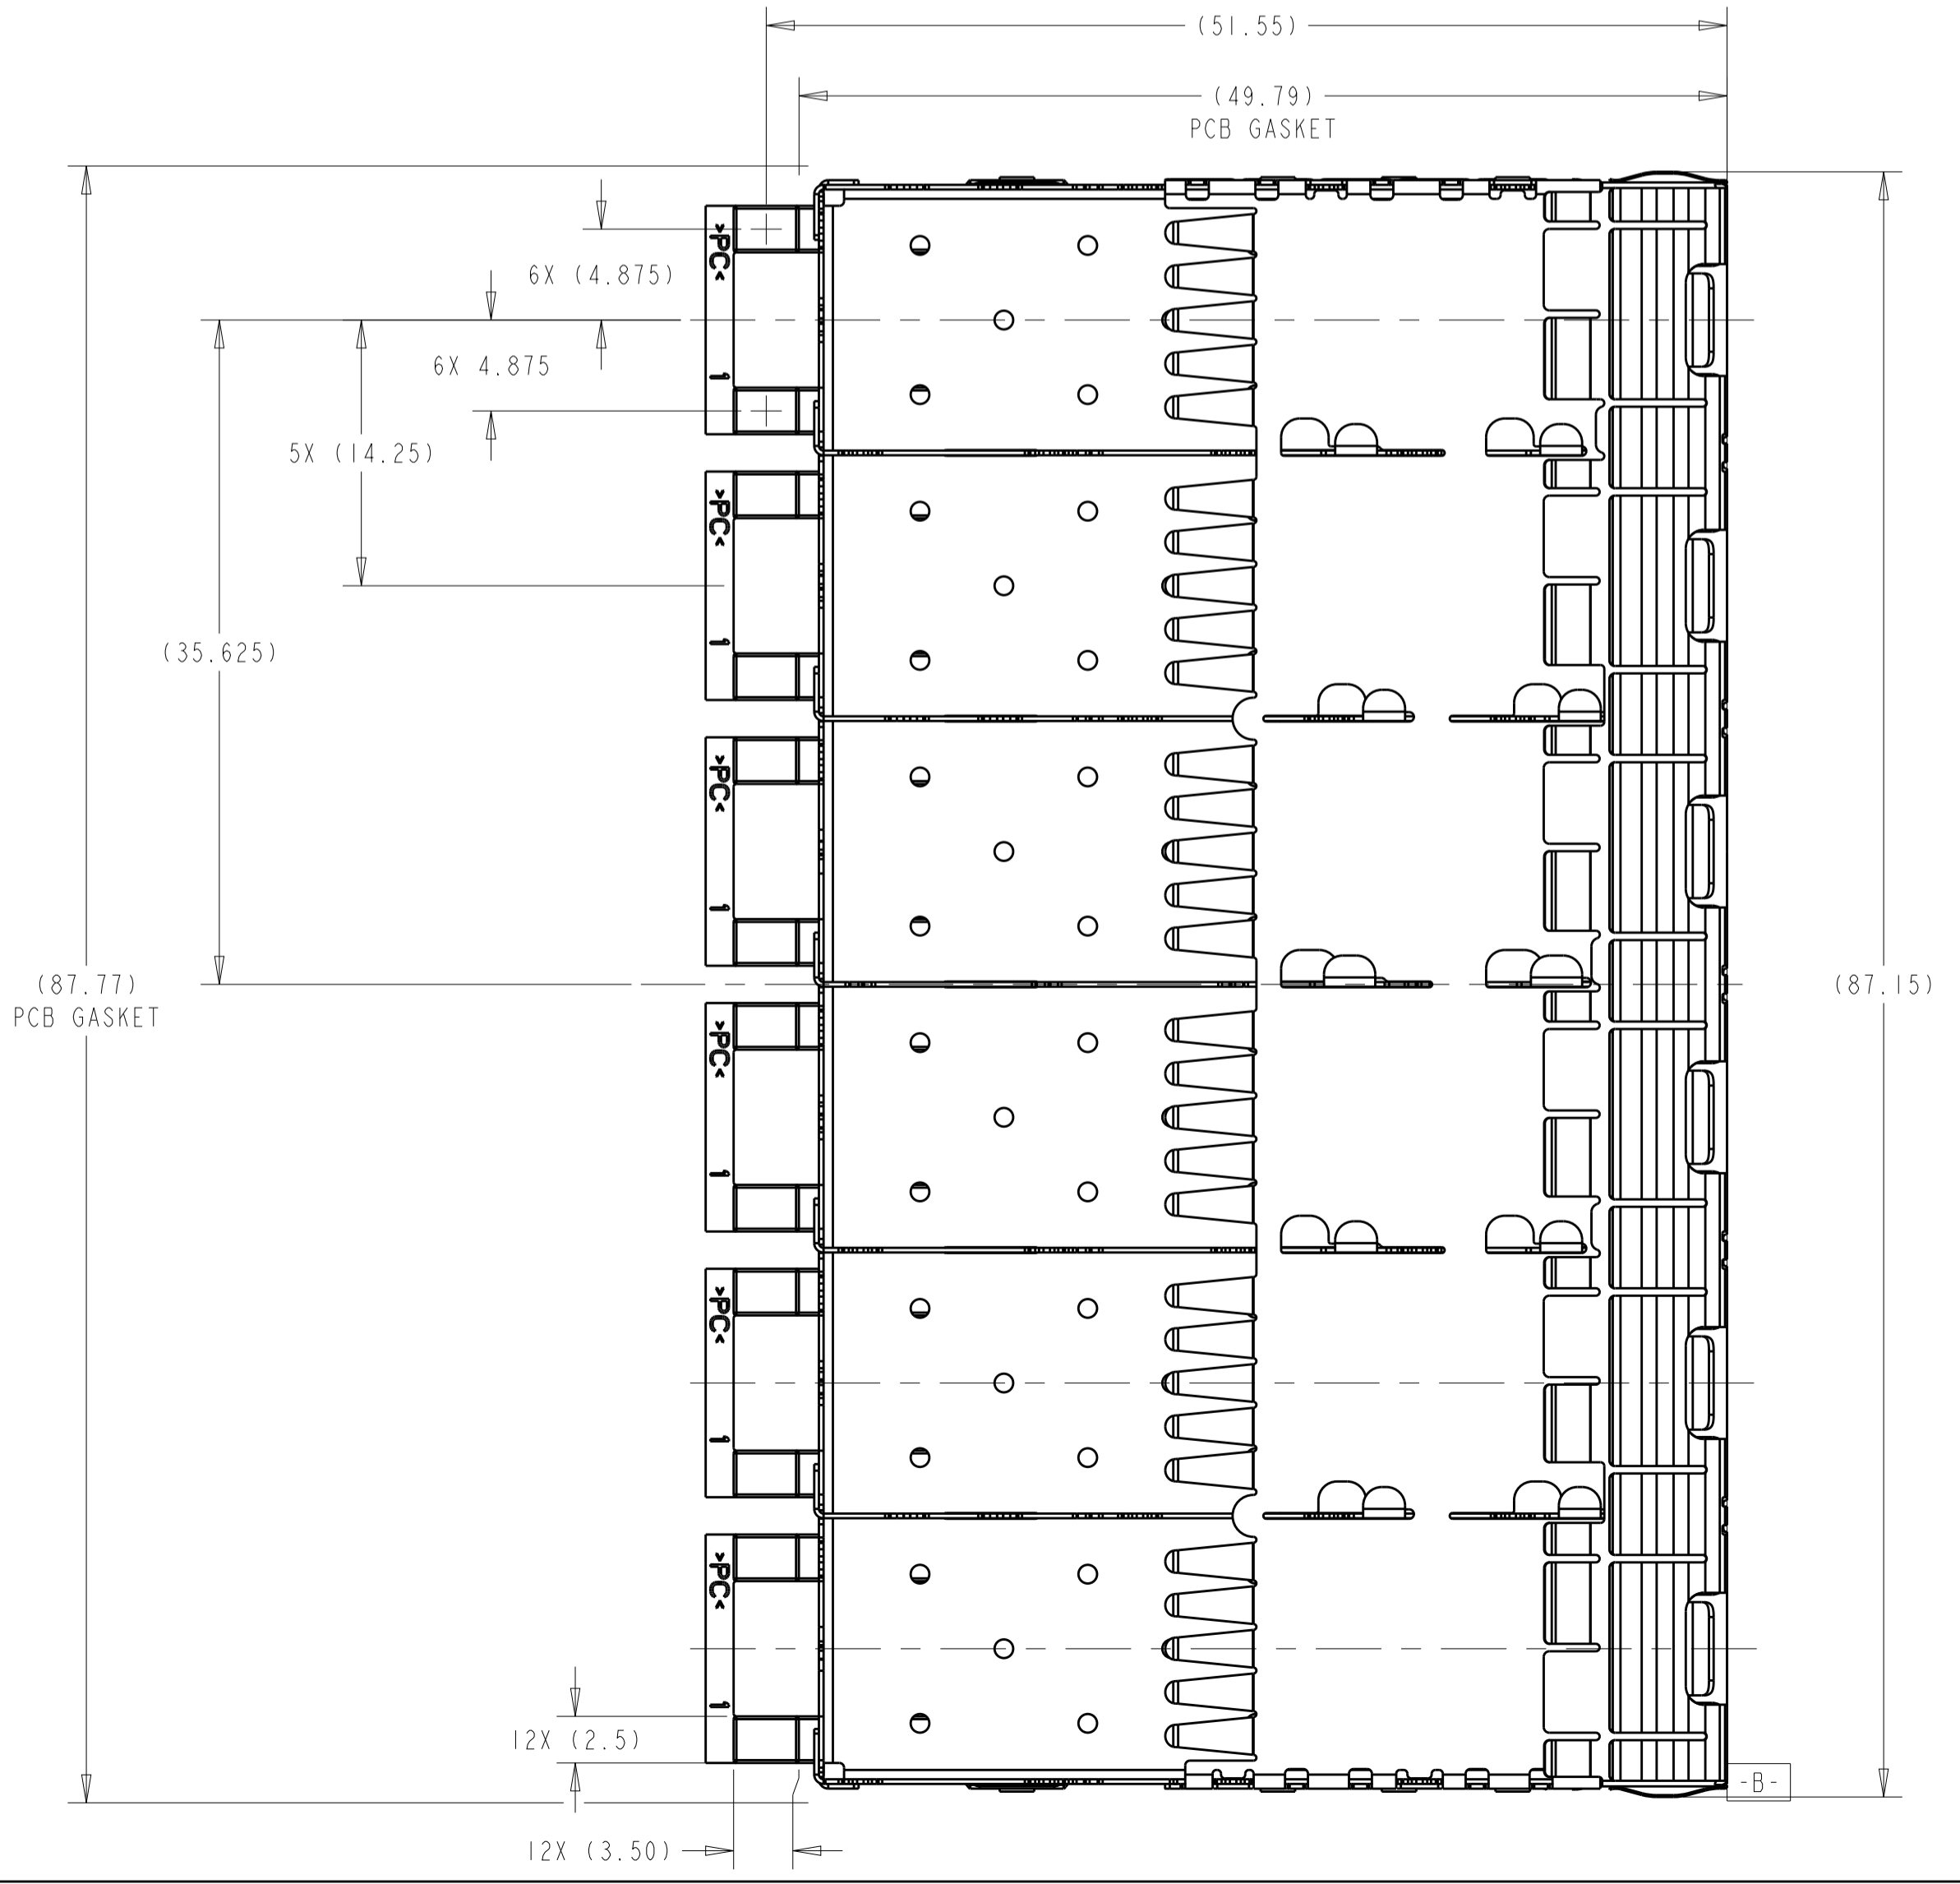 (51.55)
(49.79)
PCB GASKET
6X (4.875)
6X 4.875
5X (14.25)
(35.625)
(87.77)
PCB GASKET
(87.15)
12X (2.5)
12X (3.50)
-B-
>PC<
1
>PC<
1
>PC<
1
>PC<
1
>PC<
1
>PC<
1